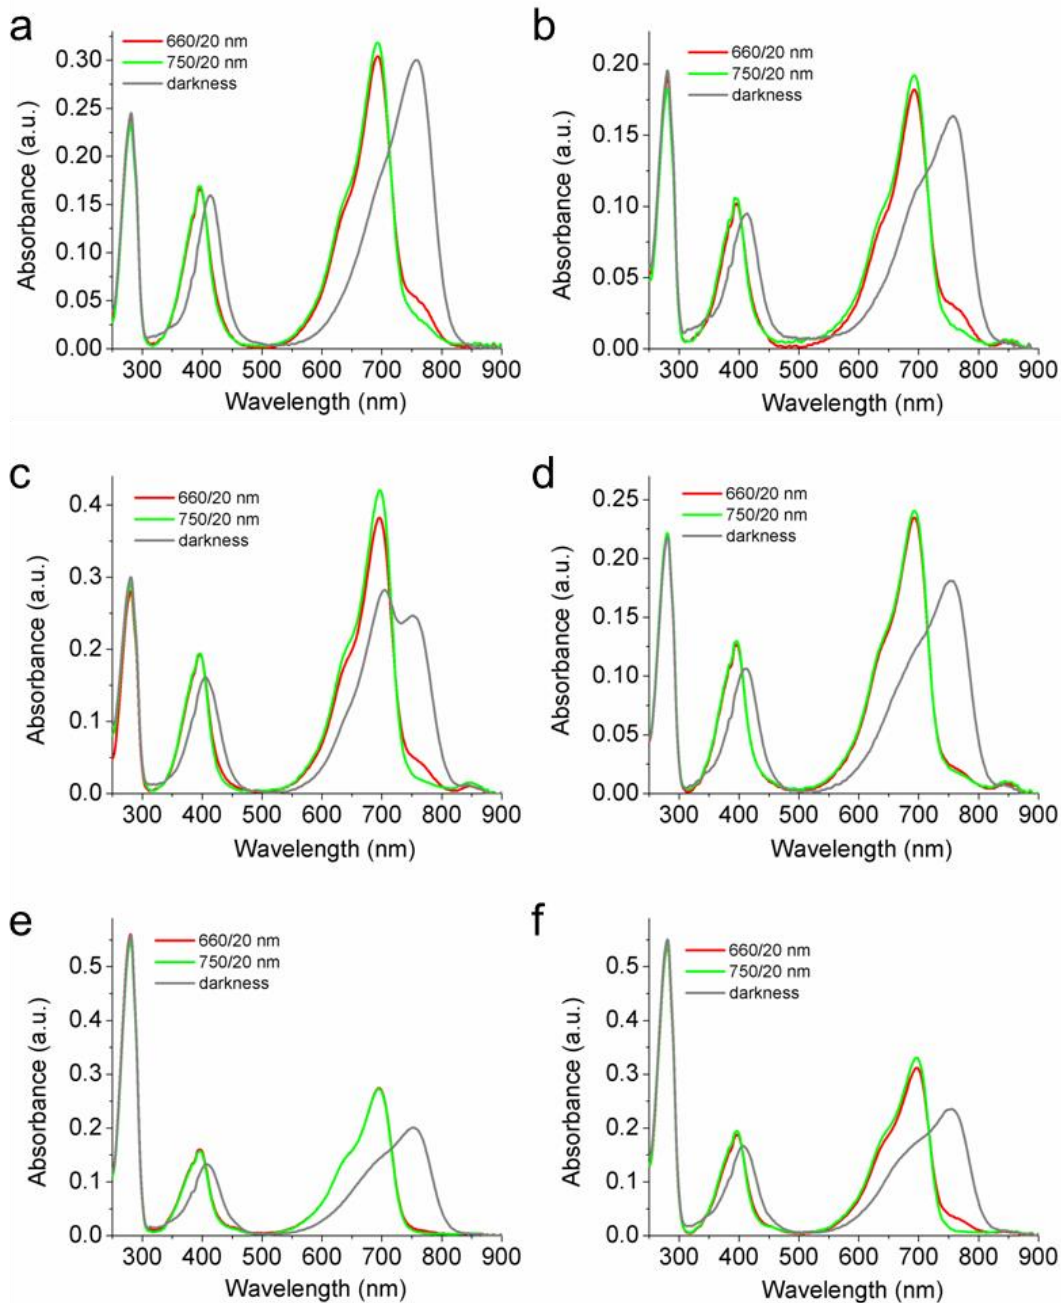 a
660/20 nm
750/20 nm
darkness
Absorbance (a.u.)
0.30
0.25
0.20
0.15
0.10
0.05
0.00
300 400 500 600 700 800 900
Wavelength (nm)
b
660/20 nm
750/20 nm
darkness
Absorbance (a.u.)
0.20
0.15
0.10
0.05
0.00
300 400 500 600 700 800 900
Wavelength (nm)
c
660/20 nm
750/20 nm
darkness
Absorbance (a.u.)
0.4
0.3
0.2
0.1
0.0
300 400 500 600 700 800 900
Wavelength (nm)
d
660/20 nm
750/20 nm
darkness
Absorbance (a.u.)
0.25
0.20
0.15
0.10
0.05
0.00
300 400 500 600 700 800 900
Wavelength (nm)
e
660/20 nm
750/20 nm
darkness
Absorbance (a.u.)
0.5
0.4
0.3
0.2
0.1
0.0
300 400 500 600 700 800 900
Wavelength (nm)
f
660/20 nm
750/20 nm
darkness
Absorbance (a.u.)
0.5
0.4
0.3
0.2
0.1
0.0
300 400 500 600 700 800 900
Wavelength (nm)